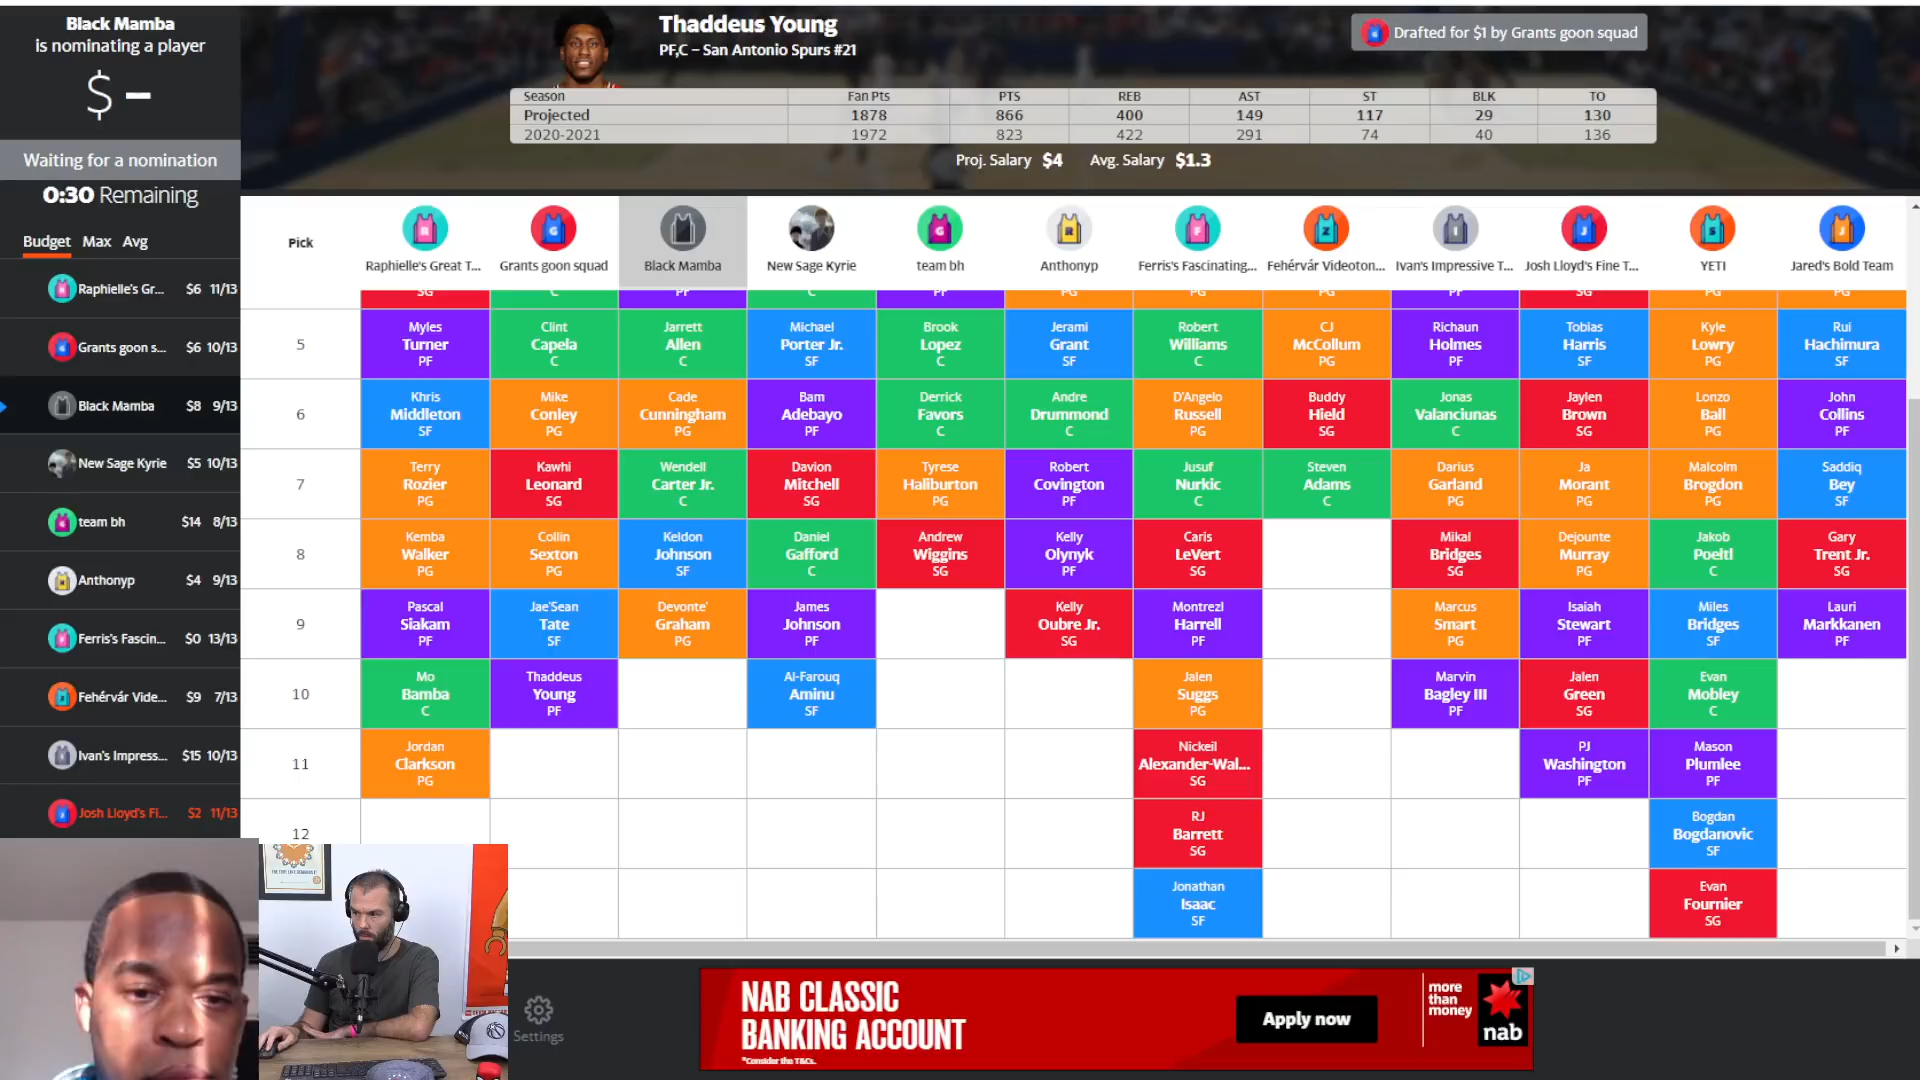 Black Mamba
is nominating a player
$ –
Waiting for a nomination
0:30 Remaining
Budget Max Avg
Raphielle's Gr... $6 11/13
Grants goon s... $6 10/13
Black Mamba $8 9/13
New Sage Kyrie $5 10/13
team bh $14 8/13
Anthonyp $4 9/13
Ferris's Fascin... $0 13/13
Fehérvár Vide... $9 7/13
Ivan's Impress... $15 10/13
Josh Lloyd's Fi... $2 11/13
Thaddeus Young
PF,C – San Antonio Spurs #21
Drafted for $1 by Grants goon squad
Season Fan Pts PTS REB AST ST BLK TO
Projected 1878 866 400 149 117 29 130
2020-2021 1972 823 422 291 74 40 136
Proj. Salary $4 Avg. Salary $1.3
Pick Raphielle's Great T... Grants goon squad Black Mamba New Sage Kyrie team bh Anthonyp Ferris's Fascinating... Fehérvár Videoton... Ivan's Impressive T... Josh Lloyd's Fine T... YETI Jared's Bold Team
SG C PF C PF PG PG PG PF SG PG PG
Myles Clint Jarrett Michael Brook Jerami Robert CJ Richaun Tobias Kyle Rui
5 Turner Capela Allen Porter Jr. Lopez Grant Williams McCollum Holmes Harris Lowry Hachimura
PF C C SF C SF C PG PF SF PG SF
Khris Mike Cade Bam Derrick Andre D'Angelo Buddy Jonas Jaylen Lonzo John
6 Middleton Conley Cunningham Adebayo Favors Drummond Russell Hield Valanciunas Brown Ball Collins
SF PG PG PF C C PG SG C SG PG PF
Terry Kawhi Wendell Davion Tyrese Robert Jusuf Steven Darius Ja Malcolm Saddiq
7 Rozier Leonard Carter Jr. Mitchell Haliburton Covington Nurkic Adams Garland Morant Brogdon Bey
PG SG C SG PG PF C C PG PG PG SF
Kemba Collin Keldon Daniel Andrew Kelly Caris Mikal Dejounte Jakob Gary
8 Walker Sexton Johnson Gafford Wiggins Olynyk LeVert Bridges Murray Poeltl Trent Jr.
PG PG SF C SG PF SG SG PG C SG
Pascal Jae'Sean Devonte' James Kelly Montrezl Marcus Isaiah Miles Lauri
9 Siakam Tate Graham Johnson Oubre Jr. Harrell Smart Stewart Bridges Markkanen
PF SF PG PF SG PF PG PF SF PF
Mo Thaddeus Al-Farouq Jalen Marvin Jalen Evan
10 Bamba Young Aminu Suggs Bagley III Green Mobley
C PF SF PG PF SG C
Jordan Nickeil PJ Mason
11 Clarkson Alexander-Wal... Washington Plumlee
PG SG PF PF
RJ Bogdan
12 Barrett Bogdanovic
SG SF
Jonathan Evan
Isaac Fournier
SF SG
Settings
NAB CLASSIC
BANKING ACCOUNT
*Consider the T&Cs.
Apply now
more
than
money
nab